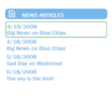 NEWS ARTICLES
4/18/2008
Big News on Blue Chips
4/18/2008
Big News on Blue Chips
5/18/2008
Sad Day on Wallstreet
6/18/2008
The sky is the limit